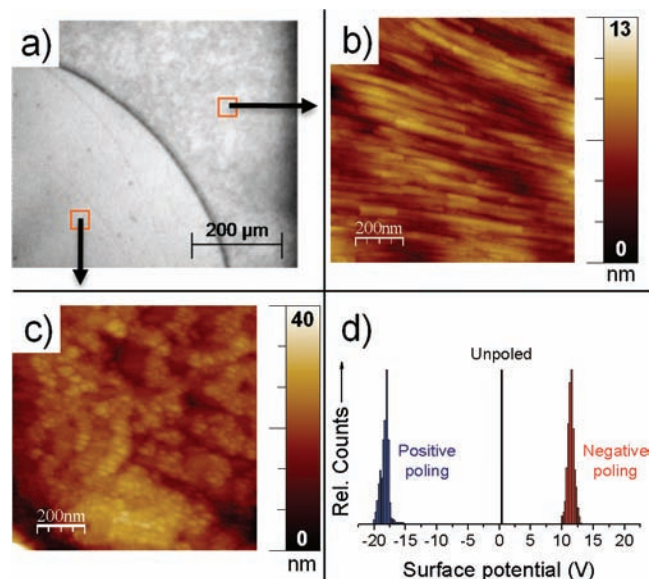 a)
200 µm
b)
200nm
13
0
nm
c)
200nm
40
0
nm
d)
Unpoled
Positive
poling
Negative
poling
Rel. Counts
-20 -15 -10 -5 0 5 10 15 20
Surface potential (V)